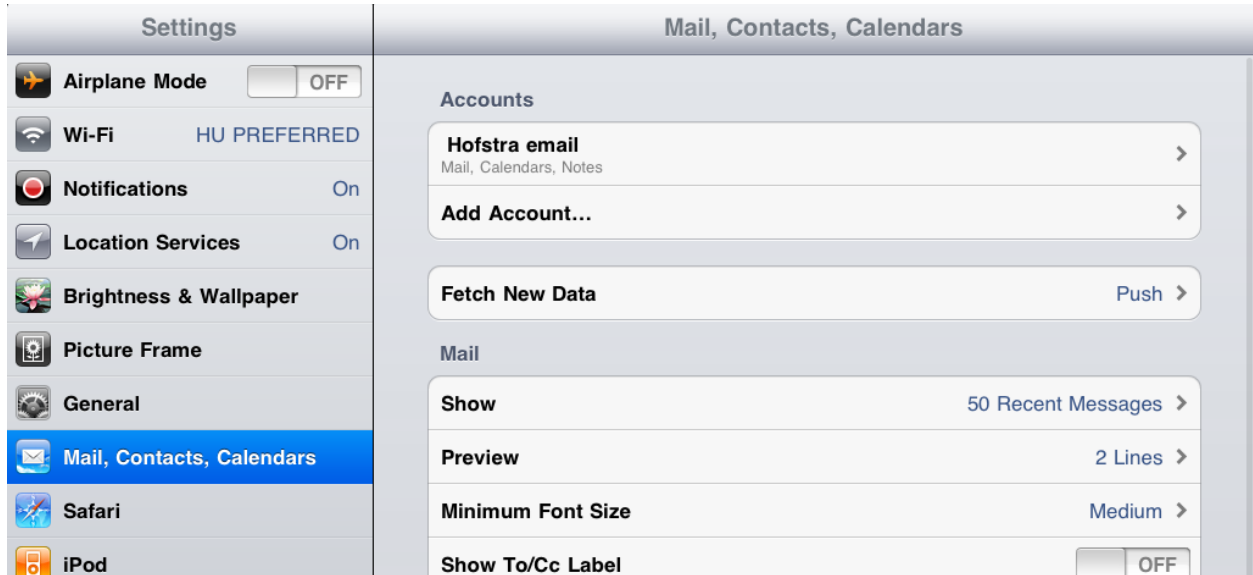 Settings
Airplane Mode OFF
Wi-Fi HU PREFERRED
Notifications On
Location Services On
Brightness & Wallpaper
Picture Frame
General
Mail, Contacts, Calendars
Safari
iPod
Mail, Contacts, Calendars
Accounts
Hofstra email
Mail, Calendars, Notes
Add Account...
Fetch New Data Push
Mail
Show 50 Recent Messages
Preview 2 Lines
Minimum Font Size Medium
Show To/Cc Label OFF